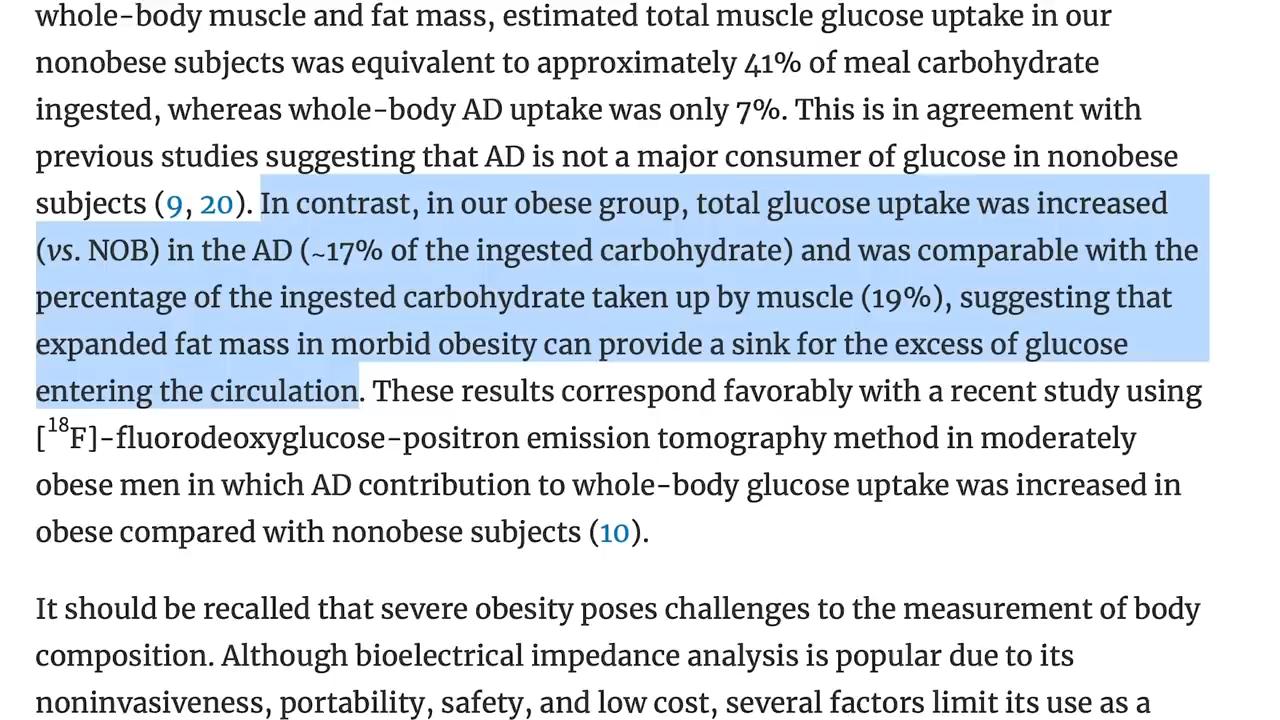 whole-body muscle and fat mass, estimated total muscle glucose uptake in our
nonobese subjects was equivalent to approximately 41% of meal carbohydrate
ingested, whereas whole-body AD uptake was only 7%. This is in agreement with
previous studies suggesting that AD is not a major consumer of glucose in nonobese
subjects (9, 20). In contrast, in our obese group, total glucose uptake was increased
(vs. NOB) in the AD (~17% of the ingested carbohydrate) and was comparable with the
percentage of the ingested carbohydrate taken up by muscle (19%), suggesting that
expanded fat mass in morbid obesity can provide a sink for the excess of glucose
entering the circulation. These results correspond favorably with a recent study using
[18F]-fluorodeoxyglucose-positron emission tomography method in moderately
obese men in which AD contribution to whole-body glucose uptake was increased in
obese compared with nonobese subjects (10).
It should be recalled that severe obesity poses challenges to the measurement of body
composition. Although bioelectrical impedance analysis is popular due to its
noninvasiveness, portability, safety, and low cost, several factors limit its use as a